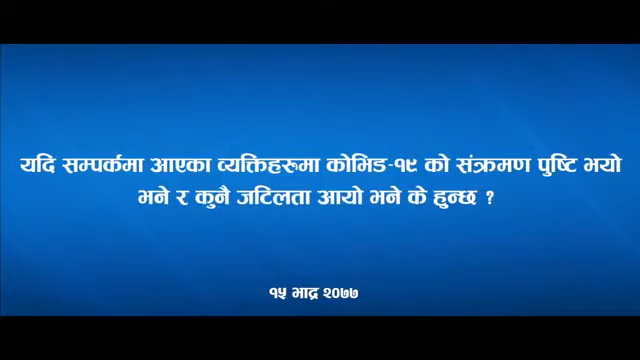 यदि सम्पर्कमा आएका व्यक्तिहरूमा कोभिड-१९ को संक्रमण पुष्टि भयो
भने र कुनै जटिलता आयो भने के हुन्छ ?
१५ भाद्र २०७७